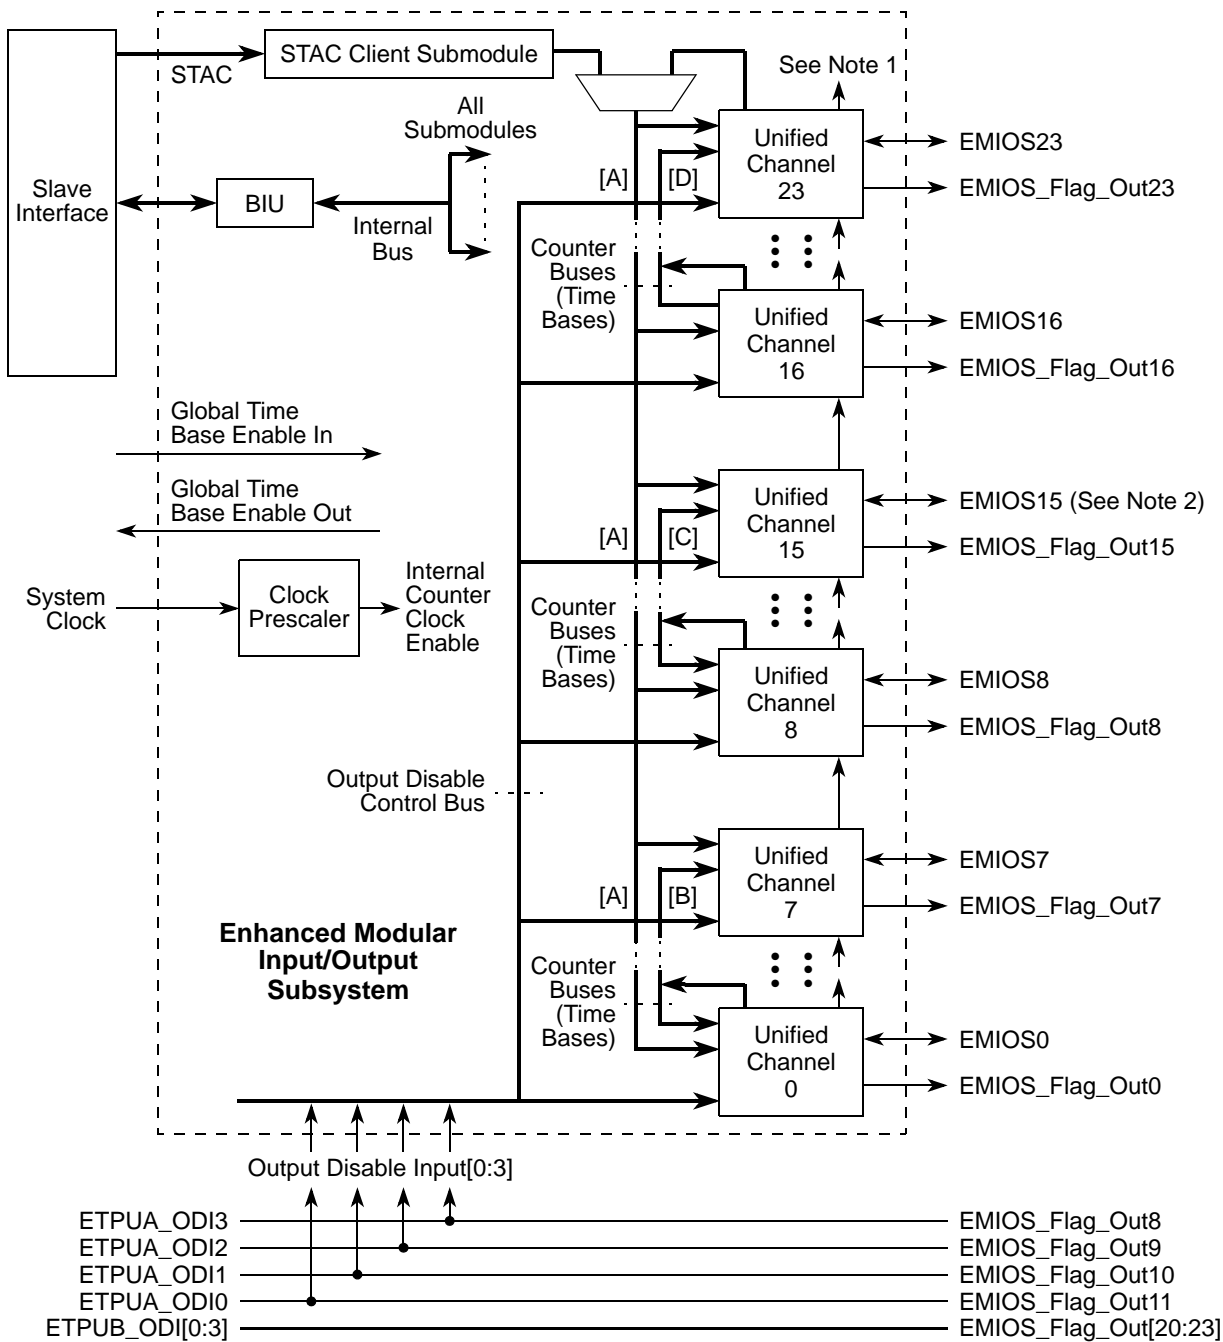 STAC Client Submodule
STAC
See Note 1
All
Submodules
Slave
Interface
BIU
Internal
Bus
[A]
[D]
Unified
Channel
23
EMIOS23
EMIOS_Flag_Out23
Counter
Buses
(Time
Bases)
Unified
Channel
16
EMIOS16
EMIOS_Flag_Out16
Global Time
Base Enable In
Global Time
Base Enable Out
[A]
[C]
Unified
Channel
15
EMIOS15 (See Note 2)
EMIOS_Flag_Out15
System
Clock
Clock
Prescaler
Internal
Counter
Clock
Enable
Counter
Buses
(Time
Bases)
Unified
Channel
8
EMIOS8
EMIOS_Flag_Out8
Output Disable
Control Bus
[A]
[B]
Unified
Channel
7
EMIOS7
EMIOS_Flag_Out7
Enhanced Modular
Input/Output
Subsystem
Counter
Buses
(Time
Bases)
Unified
Channel
0
EMIOS0
EMIOS_Flag_Out0
Output Disable Input[0:3]
ETPUA_ODI3
EMIOS_Flag_Out8
ETPUA_ODI2
EMIOS_Flag_Out9
ETPUA_ODI1
EMIOS_Flag_Out10
ETPUA_ODI0
EMIOS_Flag_Out11
ETPUB_ODI[0:3]
EMIOS_Flag_Out[20:23]